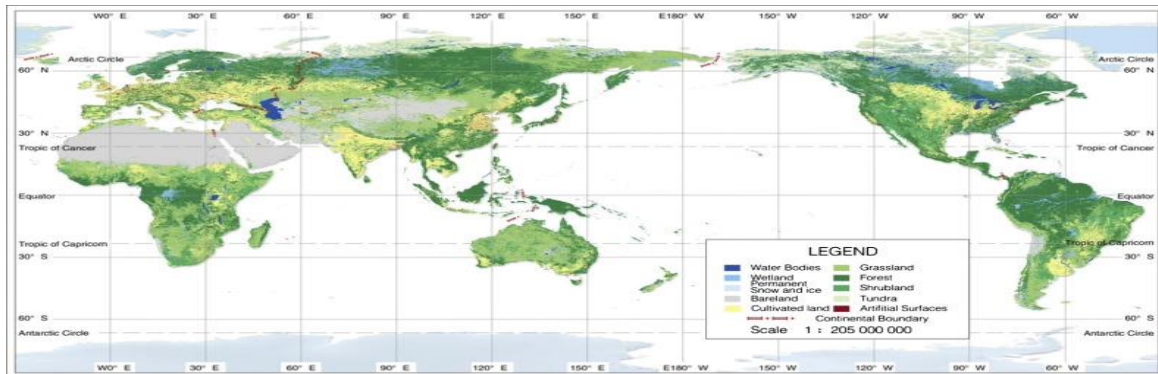 W0° E 30° E 60° E 90° E 120° E 150° E E180° W 150° W 120° W 90° W 60° W
Arctic Circle Arctic Circle
60° N 60° N
30° N 30° N
Tropic of Cancer Tropic of Cancer
Equator Equator
Tropic of Capricorn Tropic of Capricorn
30° S 30° S
LEGEND
Water Bodies Grassland
Wetland Forest
Permanent
Snow and ice Shrubland
Bareland Tundra
Cultivated land Artifitial Surfaces
Continental Boundary
Scale 1 : 205 000 000
60° S 60° S
Antarctic Circle Antarctic Circle
W0° E 30° E 60° E 90° E 120° E 150° E E180° W 150° W 120° W 90° W 60° W